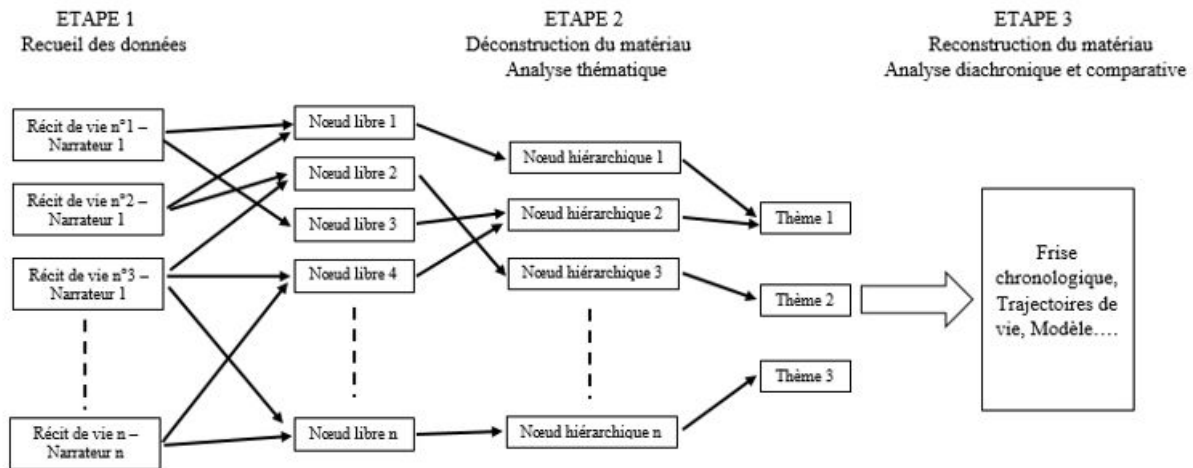 ETAPE 1
Recueil des données
ETAPE 2
Déconstruction du matériau
Analyse thématique
ETAPE 3
Reconstruction du matériau
Analyse diachronique et comparative
Récit de vie n°1 –
Narrateur 1
Récit de vie n°2 –
Narrateur 1
Récit de vie n°3 –
Narrateur 1
Récit de vie n –
Narrateur n
Nœud libre 1
Nœud libre 2
Nœud libre 3
Nœud libre 4
Nœud libre n
Nœud hiérarchique 1
Nœud hiérarchique 2
Nœud hiérarchique 3
Nœud hiérarchique n
Thème 1
Thème 2
Thème 3
Frise
chronologique,
Trajectoires de
vie, Modèle….